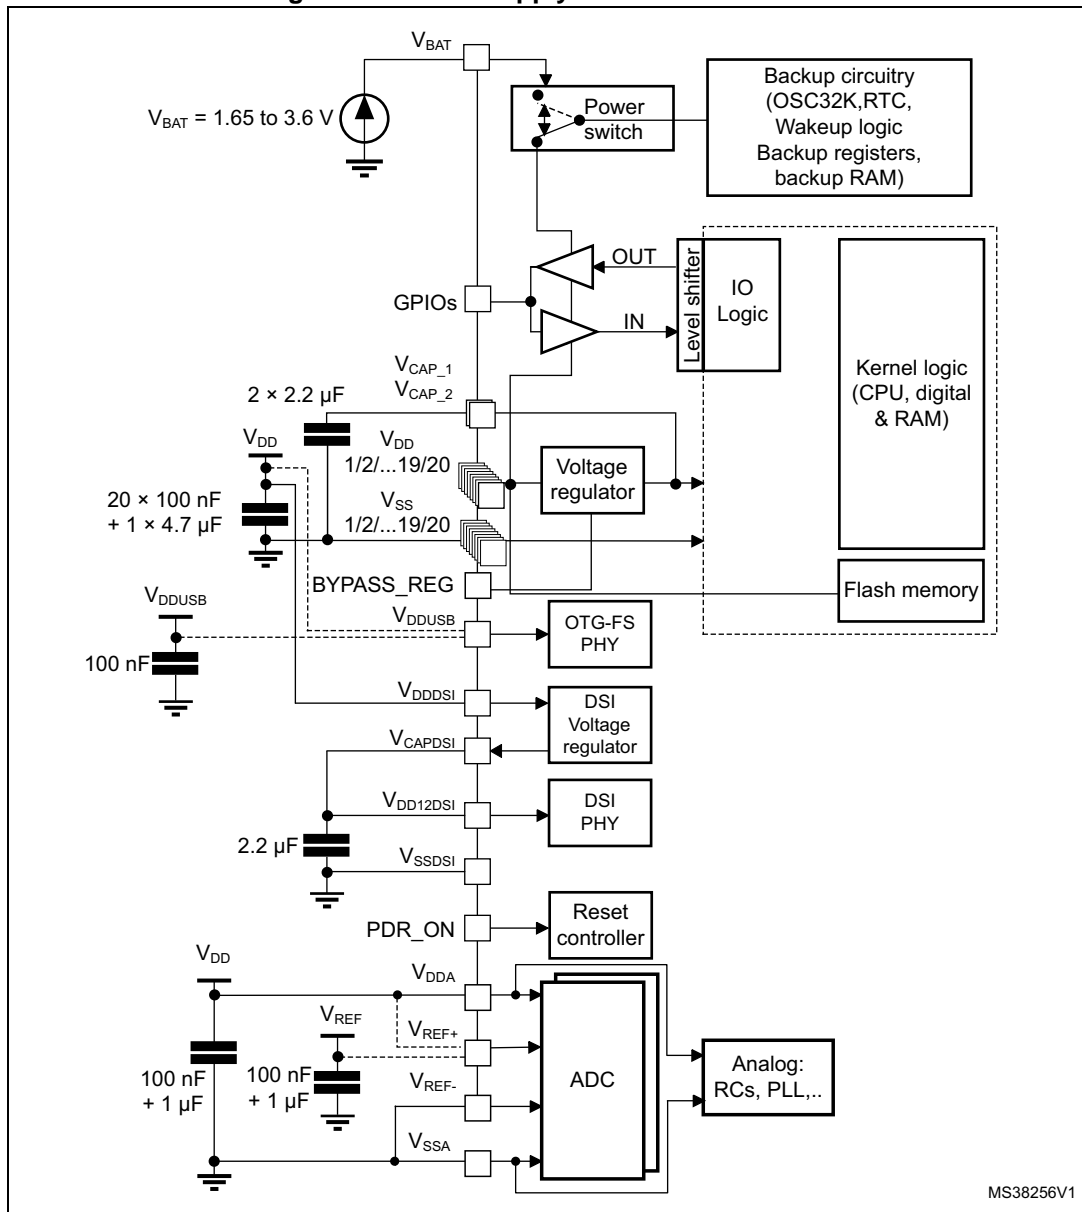 V_BAT
V_BAT = 1.65 to 3.6 V
Power
switch
Backup circuitry
(OSC32K,RTC,
Wakeup logic
Backup registers,
backup RAM)
OUT
IN
GPIOs
Level shifter
IO
Logic
Kernel logic
(CPU, digital
& RAM)
V_CAP_1
V_CAP_2
2 × 2.2 µF
V_DD
V_DD
1/2/...19/20
Voltage
regulator
20 × 100 nF
+ 1 × 4.7 µF
V_SS
1/2/...19/20
BYPASS_REG
Flash memory
V_DDUSB
V_DDUSB
100 nF
OTG-FS
PHY
V_DDDSI
DSI
Voltage
regulator
V_CAPDSI
V_DD12DSI
DSI
PHY
2.2 µF
V_SSDSI
PDR_ON
Reset
controller
V_DD
V_DDA
V_REF
V_REF+
100 nF
+ 1 µF
100 nF
+ 1 µF
V_REF-
ADC
Analog:
RCs, PLL,..
V_SSA
MS38256V1